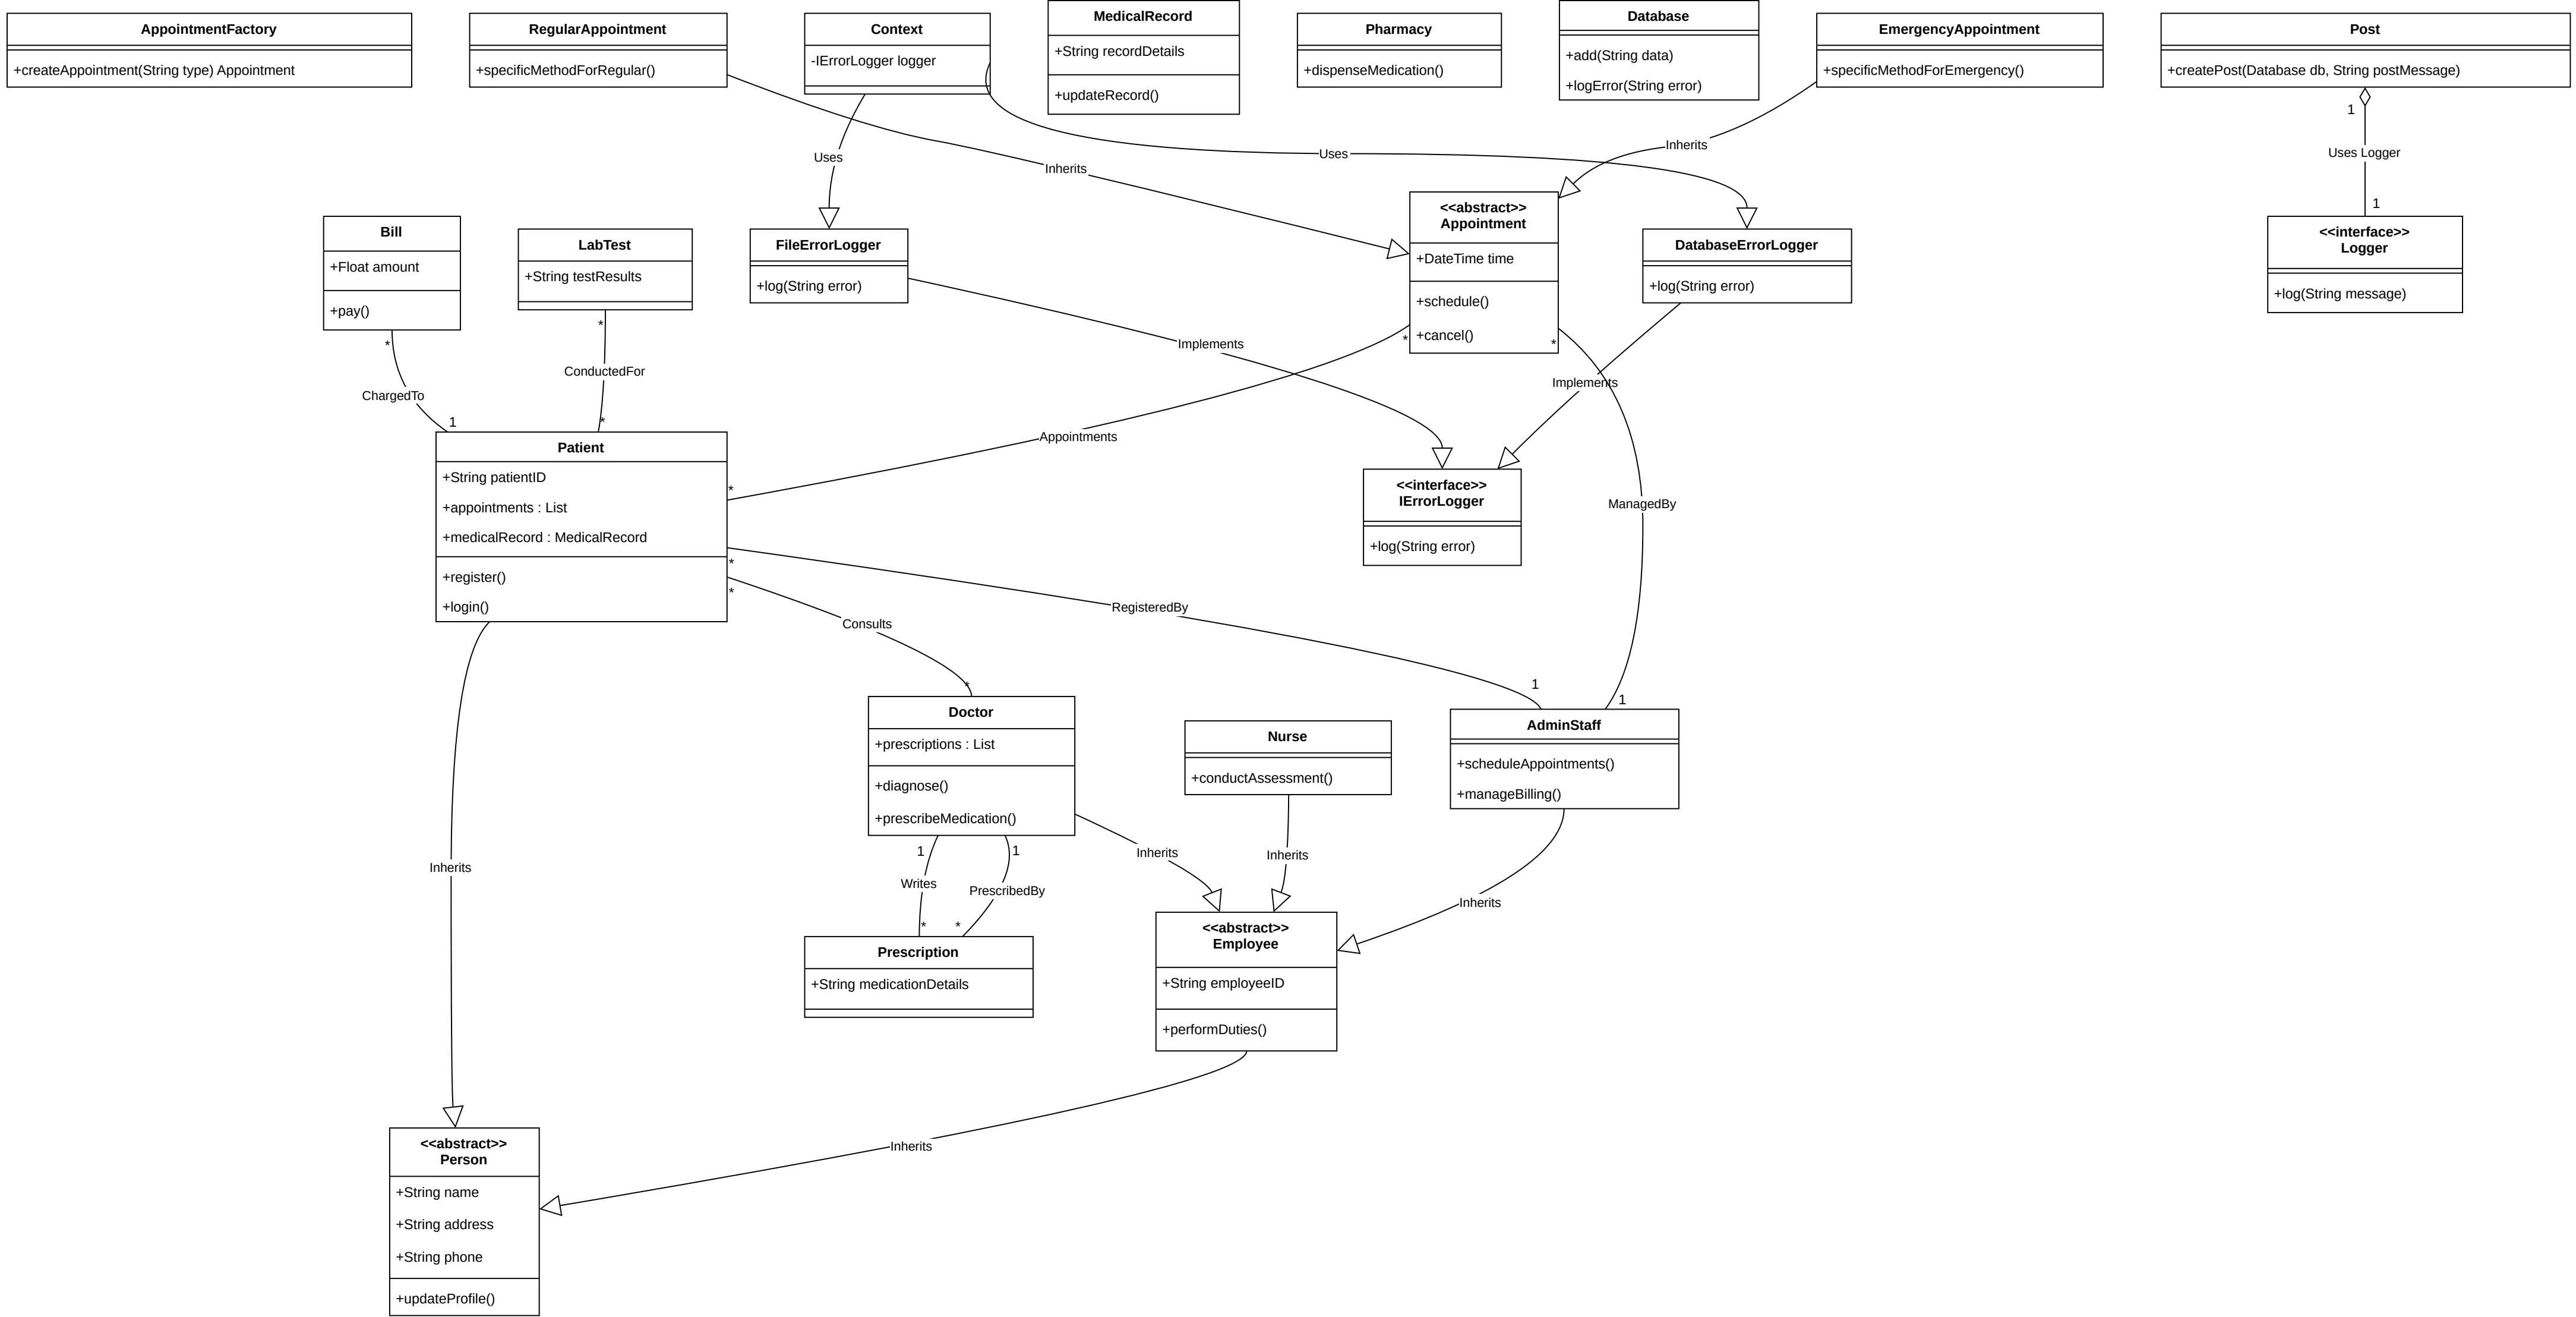 AppointmentFactory
+createAppointment(String type) Appointment
RegularAppointment
+specificMethodForRegular()
Context
-IErrorLogger logger
MedicalRecord
+String recordDetails
+updateRecord()
Pharmacy
+dispenseMedication()
Database
+add(String data)
+logError(String error)
EmergencyAppointment
+specificMethodForEmergency()
Post
+createPost(Database db, String postMessage)
1
Uses Logger
1
Uses
Inherits
Uses
Inherits
Bill
+Float amount
+pay()
LabTest
+String testResults
FileErrorLogger
+log(String error)
<<abstract>>
Appointment
+DateTime time
+schedule()
+cancel()
DatabaseErrorLogger
+log(String error)
<<interface>>
Logger
+log(String message)
*
*
*
*
ChargedTo
ConductedFor
Implements
Implements
1
*
Appointments
Patient
+String patientID
+appointments : List
+medicalRecord : MedicalRecord
+register()
+login()
*
*
*
<<interface>>
IErrorLogger
+log(String error)
ManagedBy
Consults
RegisteredBy
*
1
1
Doctor
+prescriptions : List
+diagnose()
+prescribeMedication()
Nurse
+conductAssessment()
AdminStaff
+scheduleAppointments()
+manageBilling()
Inherits
1
1
Writes
PrescribedBy
*
*
Inherits
Inherits
Inherits
Prescription
+String medicationDetails
<<abstract>>
Employee
+String employeeID
+performDuties()
Inherits
<<abstract>>
Person
+String name
+String address
+String phone
+updateProfile()